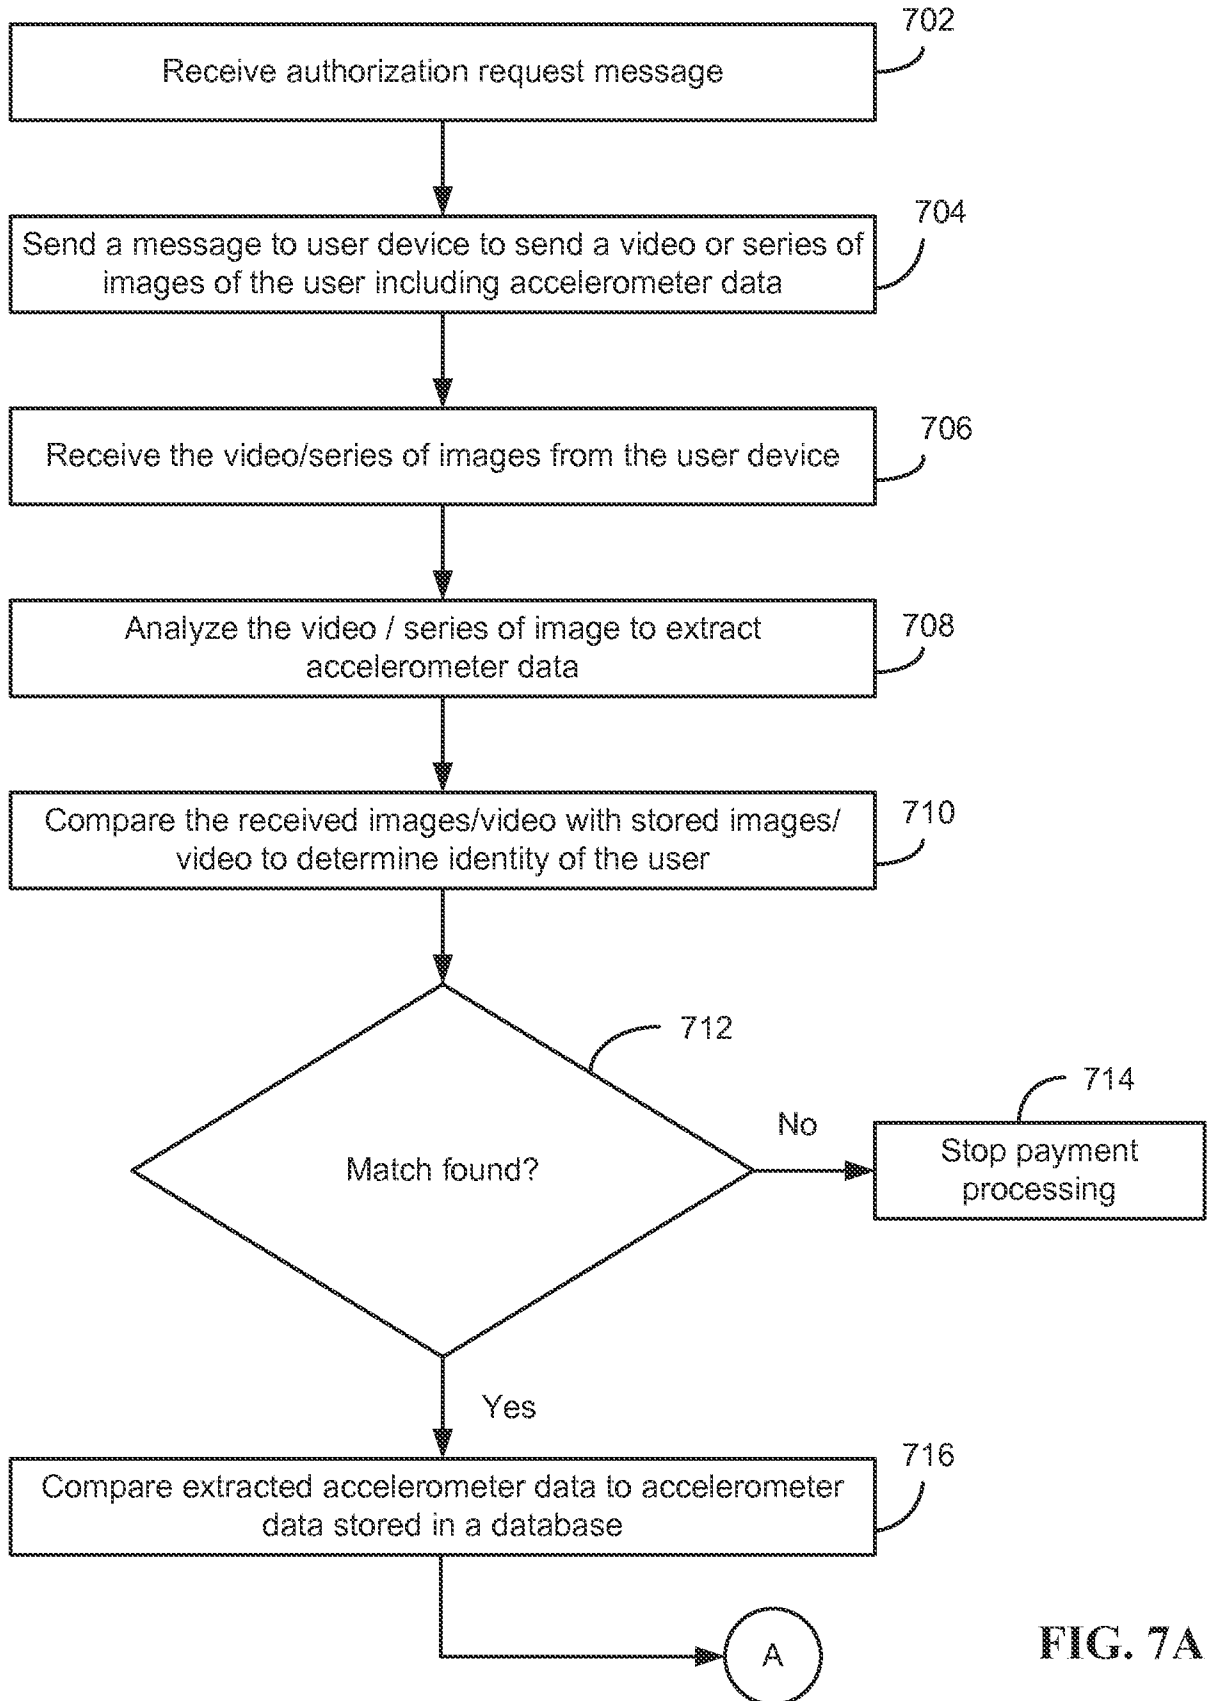 702
Receive authorization request message
704
Send a message to user device to send a video or series of
images of the user including accelerometer data
706
Receive the video/series of images from the user device
708
Analyze the video / series of image to extract
accelerometer data
710
Compare the received images/video with stored images/
video to determine identity of the user
712
Match found?
No
714
Stop payment
processing
Yes
716
Compare extracted accelerometer data to accelerometer
data stored in a database
A
FIG. 7A